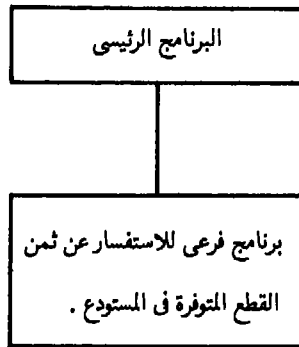 البرنامج الرئيسى
برنامج فرعى للاستفسار عن ثمن
القطع المتوفرة فى المستودع .